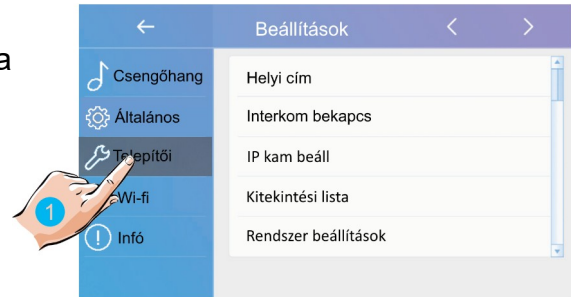 a
Beállítások
Csengőhang
Általános
Telepítői
Wi-fi
Infó
Helyi cím
Interkom bekapcs
IP kam beáll
Kitekintési lista
Rendszer beállítások
1